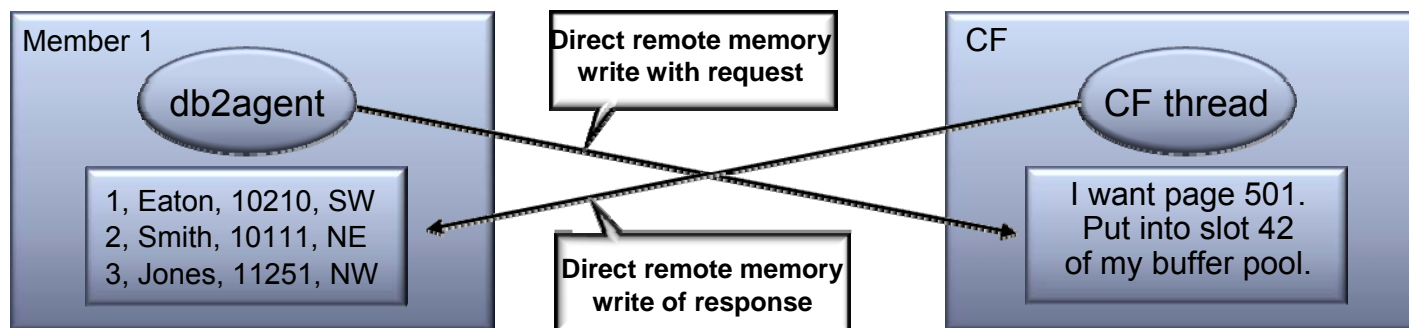 Member 1
db2agent
1, Eaton, 10210, SW
2, Smith, 10111, NE
3, Jones, 11251, NW
Direct remote memory
write with request
Direct remote memory
write of response
CF
CF thread
I want page 501.
Put into slot 42
of my buffer pool.